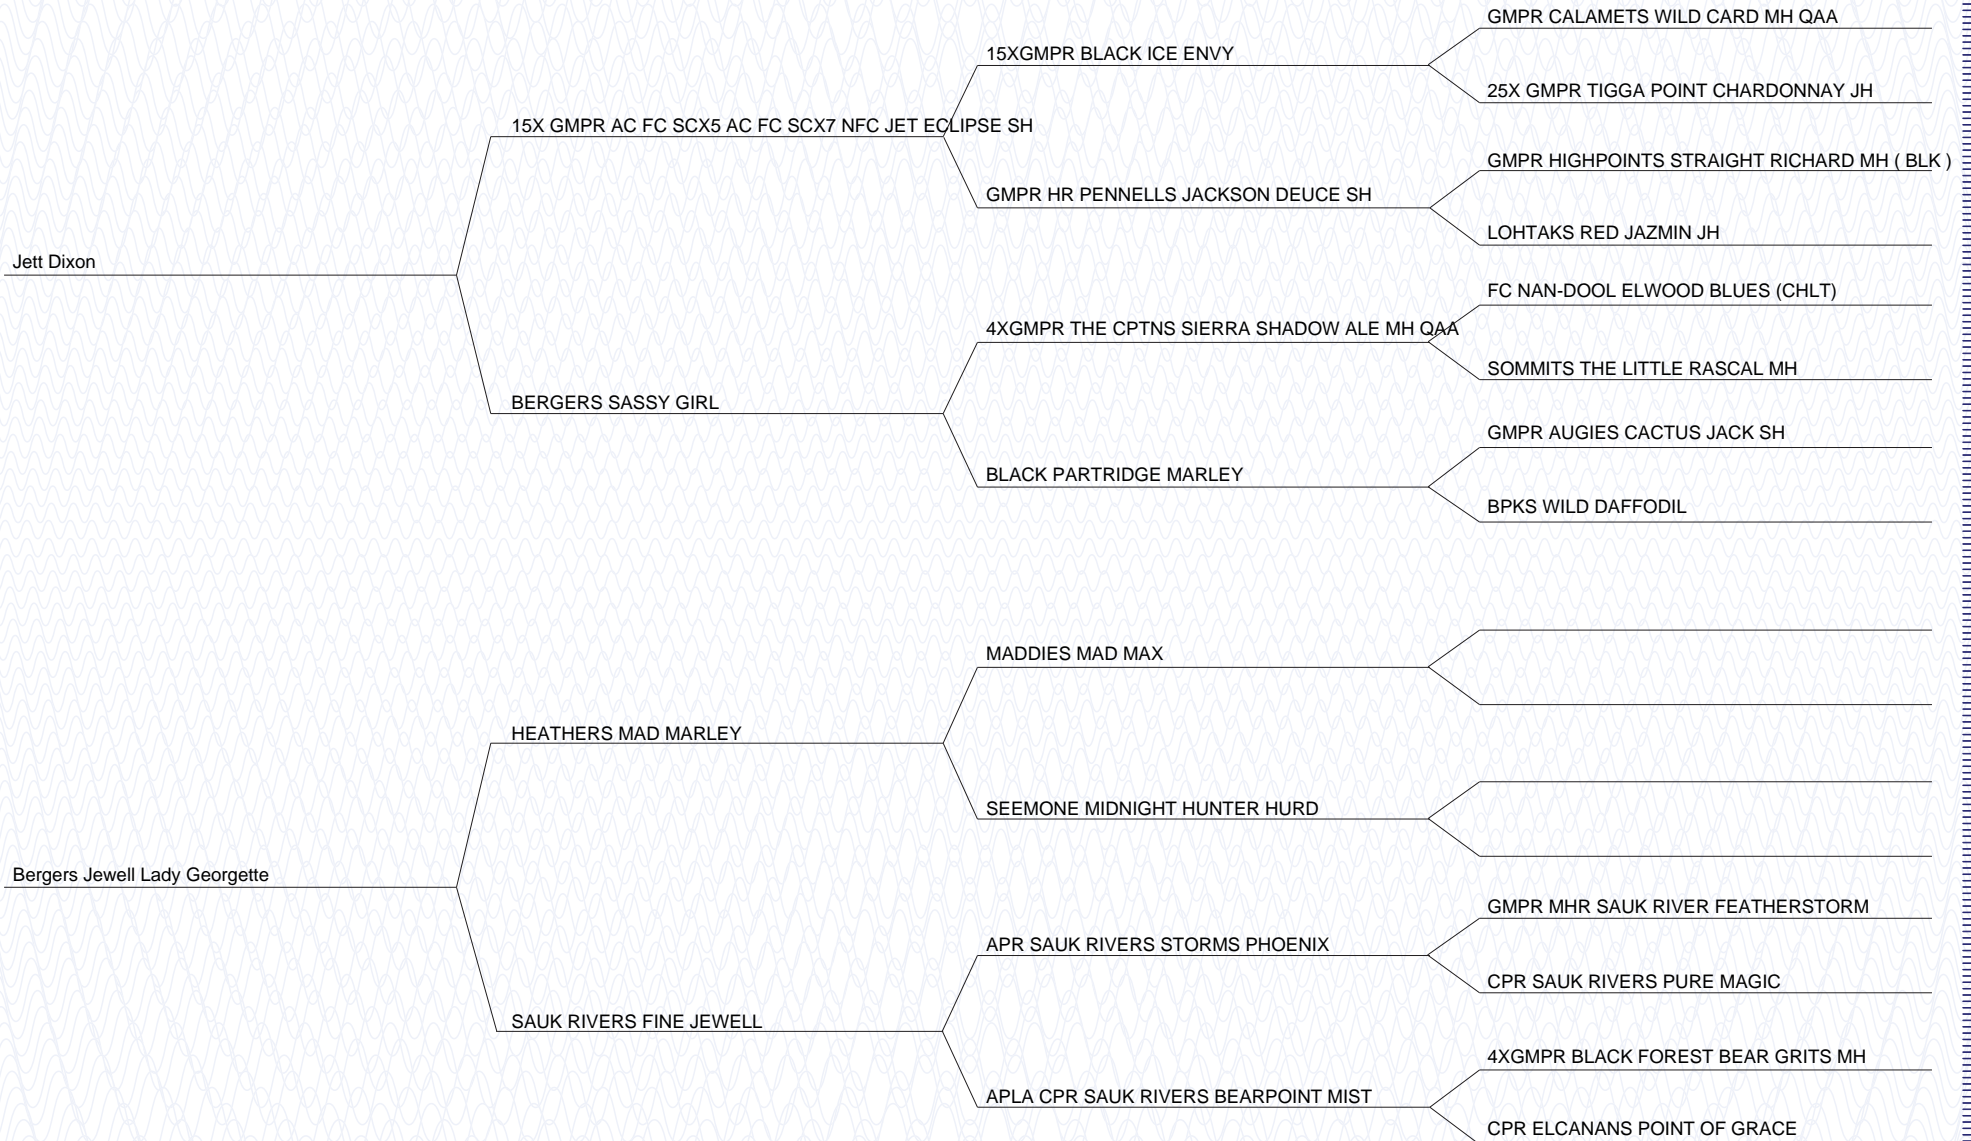 GMPR CALAMETS WILD CARD MH QAA
15XGMPR BLACK ICE ENVY
25X GMPR TIGGA POINT CHARDONNAY JH
15X GMPR AC FC SCX5 AC FC SCX7 NFC JET ECLIPSE SH
GMPR HIGHPOINTS STRAIGHT RICHARD MH ( BLK )
GMPR HR PENNELLS JACKSON DEUCE SH
LOHTAKS RED JAZMIN JH
Jett Dixon
FC NAN-DOOL ELWOOD BLUES (CHLT)
4XGMPR THE CPTNS SIERRA SHADOW ALE MH QAA
SOMMITS THE LITTLE RASCAL MH
BERGERS SASSY GIRL
GMPR AUGIES CACTUS JACK SH
BLACK PARTRIDGE MARLEY
BPKS WILD DAFFODIL
MADDIES MAD MAX
HEATHERS MAD MARLEY
SEEMONE MIDNIGHT HUNTER HURD
Bergers Jewell Lady Georgette
GMPR MHR SAUK RIVER FEATHERSTORM
APR SAUK RIVERS STORMS PHOENIX
CPR SAUK RIVERS PURE MAGIC
SAUK RIVERS FINE JEWELL
4XGMPR BLACK FOREST BEAR GRITS MH
APLA CPR SAUK RIVERS BEARPOINT MIST
CPR ELCANANS POINT OF GRACE